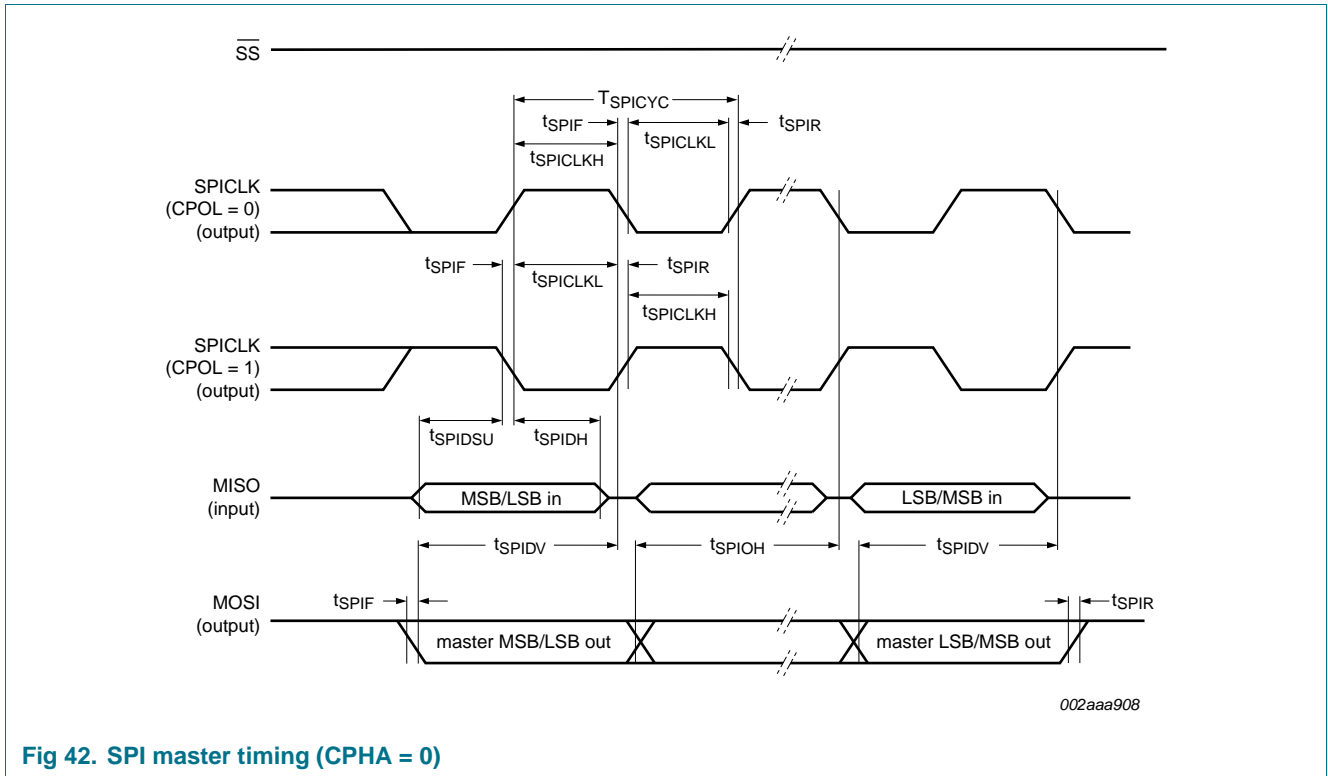 SS
TSPICYC
tSPIF
tSPICLKL
tSPIR
tSPICLKH
SPICLK
(CPOL = 0)
(output)
tSPIF
tSPICLKL
tSPIR
tSPICLKH
SPICLK
(CPOL = 1)
(output)
tSPIDSU
tSPIDH
MISO
(input)
MSB/LSB in
LSB/MSB in
tSPIDV
tSPIOH
tSPIDV
MOSI
(output)
tSPIF
tSPIR
master MSB/LSB out
master LSB/MSB out
002aaa908
Fig 42. SPI master timing (CPHA = 0)